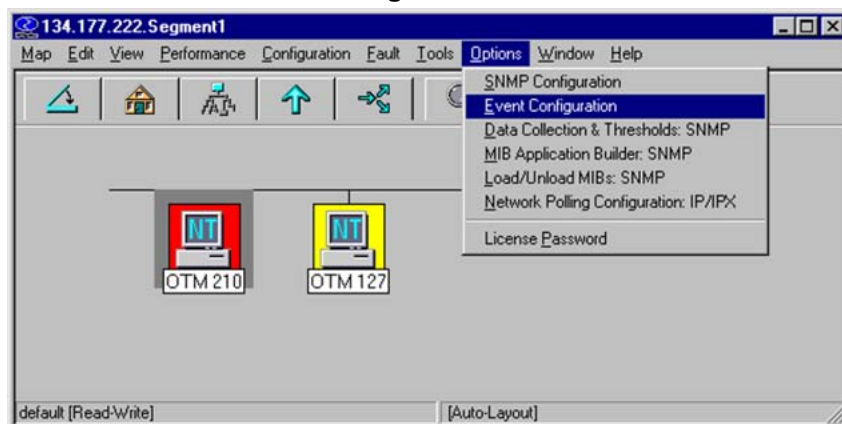 134.177.222.Segment1
Map Edit View Performance Configuration Fault Tools Options Window Help
SNMP Configuration
Event Configuration
Data Collection & Thresholds: SNMP
MIB Application Builder: SNMP
Load/Unload MIBs: SNMP
Network Polling Configuration: IP/IPX
License Password
NT
OTM 210
NT
OTM 127
default [Read-Write]
[Auto-Layout]